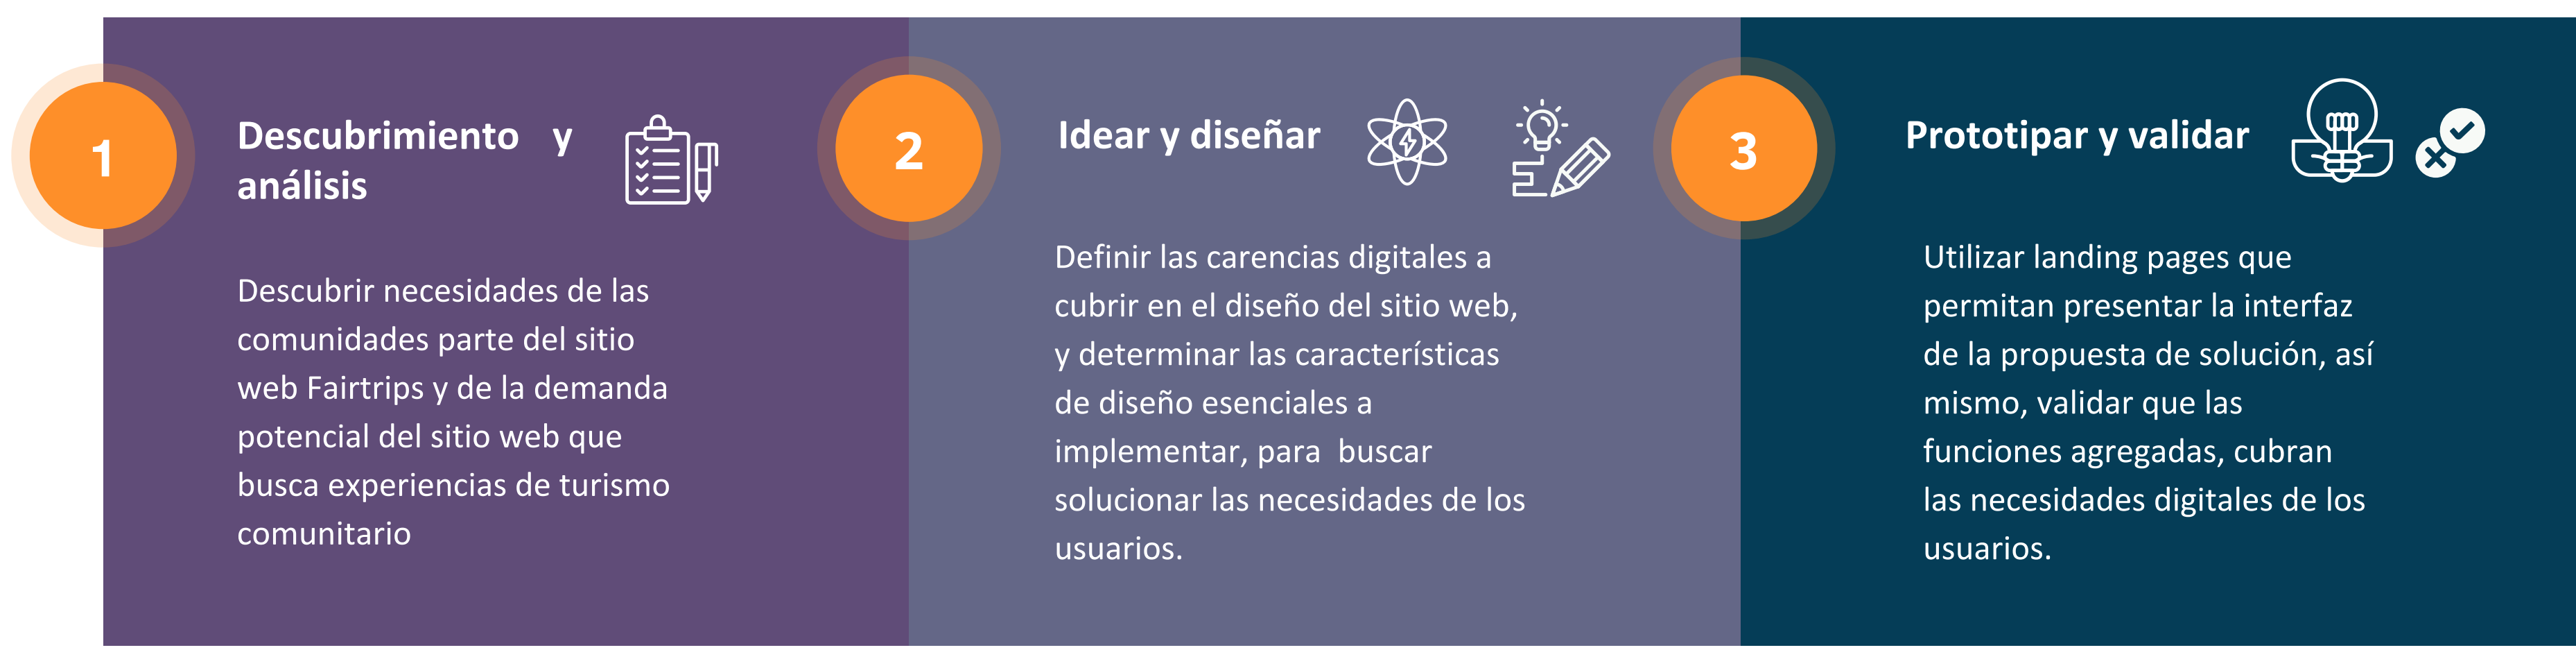 1
Descubrimiento y
análisis
Descubrir necesidades de las
comunidades parte del sitio
web Fairtrips y de la demanda
potencial del sitio web que
busca experiencias de turismo
comunitario
2
Idear y diseñar
Definir las carencias digitales a
cubrir en el diseño del sitio web,
y determinar las características
de diseño esenciales a
implementar, para buscar
solucionar las necesidades de los
usuarios.
3
Prototipar y validar
Utilizar landing pages que
permitan presentar la interfaz
de la propuesta de solución, así
mismo, validar que las
funciones agregadas, cubran
las necesidades digitales de los
usuarios.